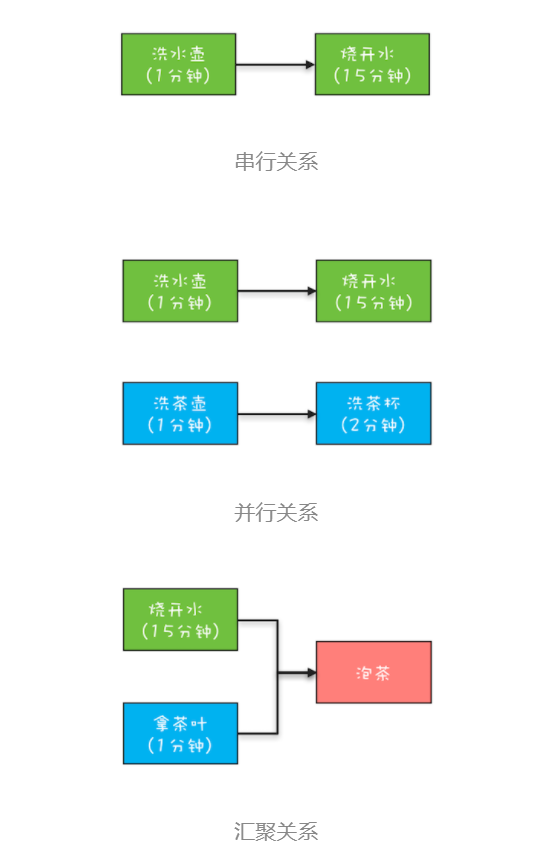 洗水壶
(1分钟)
烧开水
(15分钟)
串行关系
洗水壶
(1分钟)
烧开水
(15分钟)
洗茶壶
(1分钟)
洗茶杯
(2分钟)
并行关系
烧开水
(15分钟)
泡茶
拿茶叶
(1分钟)
汇聚关系